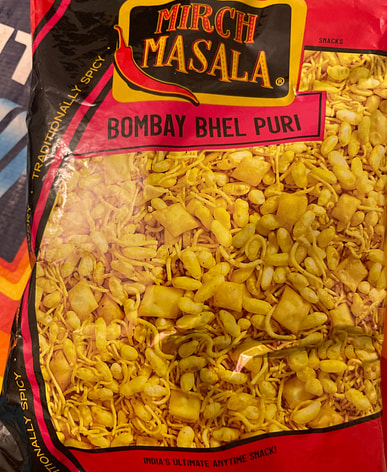 MIRCH
MASALA®
SNACKS
BOMBAY BHEL PURI
TRADITIONALLY SPICY
INDIA'S ULTIMATE ANYTIME SNACK!